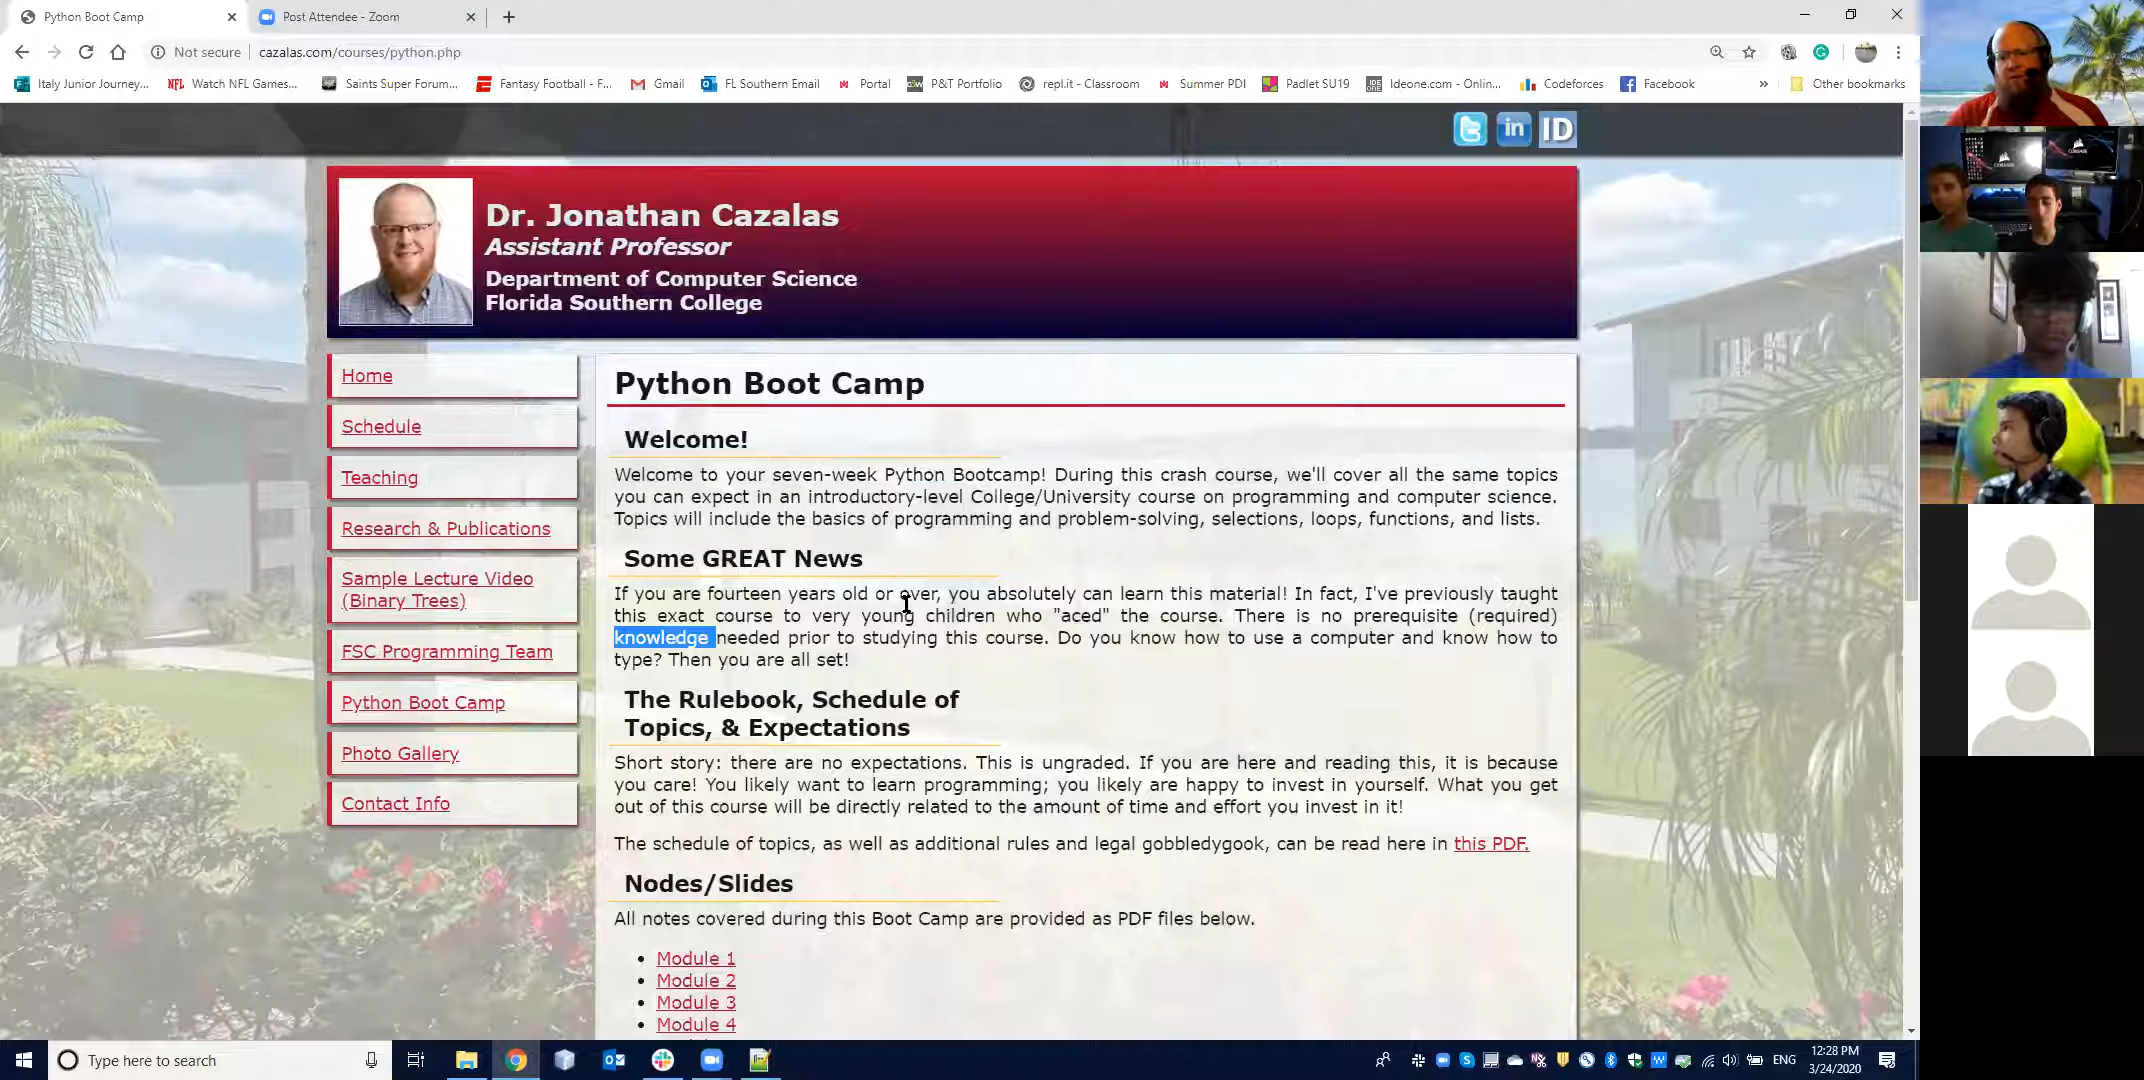 Python Boot Camp
Post Attendee - Zoom
Not secure
cazalas.com/courses/python.php
Italy Junior Journey...
NFL
Watch NFL Games...
Saints Super Forum...
Fantasy Football - F...
Gmail
FL Southern Email
Portal
P&T Portfolio
repl.it - Classroom
Summer PDI
Padlet SU19
Ideone.com - Onlin...
Codeforces
Facebook
»
Other bookmarks
in
ID
Dr. Jonathan Cazalas
Assistant Professor
Department of Computer Science
Florida Southern College
Home
Schedule
Teaching
Research & Publications
Sample Lecture Video
(Binary Trees)
FSC Programming Team
Python Boot Camp
Photo Gallery
Contact Info
Python Boot Camp
Welcome!
Welcome to your seven-week Python Bootcamp! During this crash course, we'll cover all the same topics
you can expect in an introductory-level College/University course on programming and computer science.
Topics will include the basics of programming and problem-solving, selections, loops, functions, and lists.
Some GREAT News
If you are fourteen years old or over, you absolutely can learn this material! In fact, I've previously taught
this exact course to very young children who "aced" the course. There is no prerequisite (required)
knowledge needed prior to studying this course. Do you know how to use a computer and know how to
type? Then you are all set!
The Rulebook, Schedule of
Topics, & Expectations
Short story: there are no expectations. This is ungraded. If you are here and reading this, it is because
you care! You likely want to learn programming; you likely are happy to invest in yourself. What you get
out of this course will be directly related to the amount of time and effort you invest in it!
The schedule of topics, as well as additional rules and legal gobbledygook, can be read here in this PDF.
Nodes/Slides
All notes covered during this Boot Camp are provided as PDF files below.
Module 1
Module 2
Module 3
Module 4
Type here to search
ENG
12:28 PM
3/24/2020